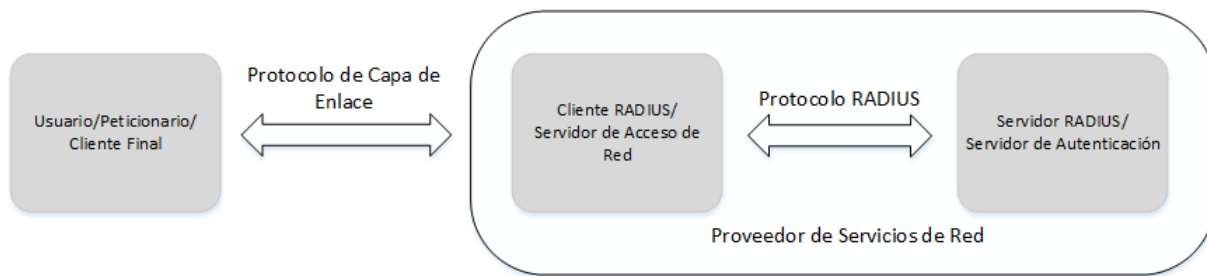 Usuario/Peticionario/
Cliente Final
Protocolo de Capa de
Enlace
Cliente RADIUS/
Servidor de Acceso de
Red
Protocolo RADIUS
Servidor RADIUS/
Servidor de Autenticación
Proveedor de Servicios de Red